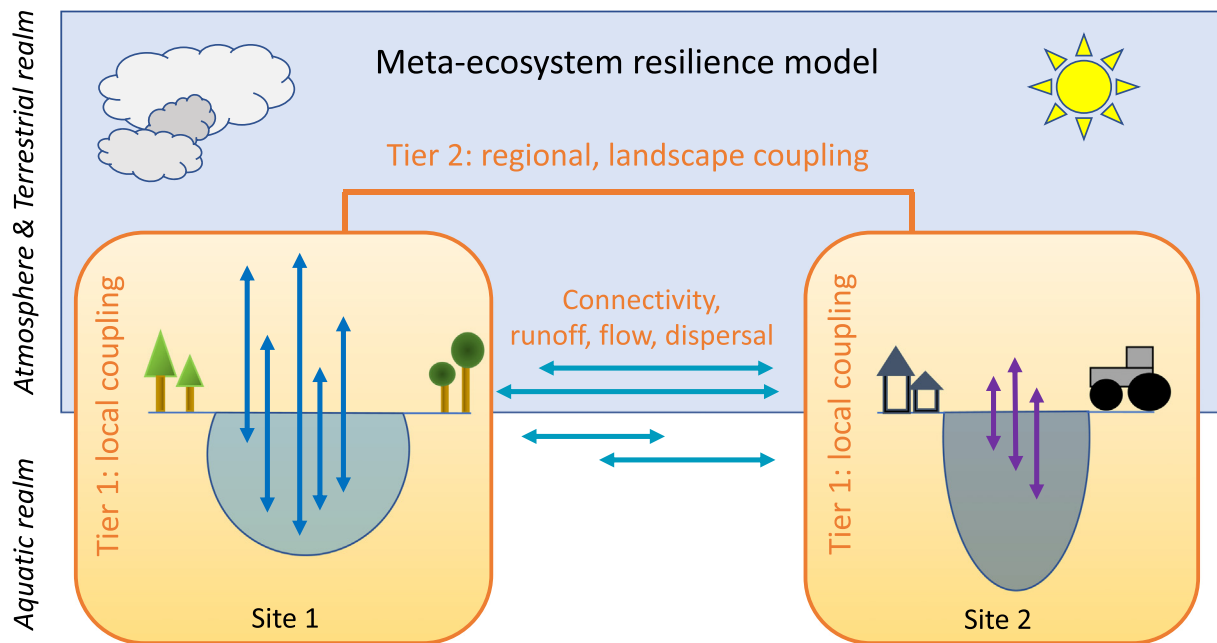 Meta-ecosystem resilience model
Atmosphere & Terrestrial realm
Tier 2: regional, landscape coupling
Tier 1: local coupling
Connectivity,
runoff, flow, dispersal
Tier 1: local coupling
Aquatic realm
Site 1
Site 2